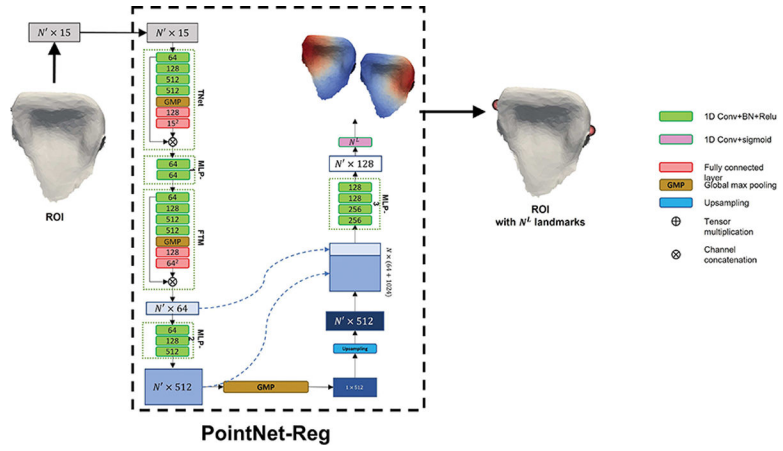 N′ × 15
N′ × 15
64
128
512
512
GMP
128
15²
TNet
64
64
MLP-
64
128
512
512
GMP
128
64²
FTM
N′ × 64
64
128
512
MLP-2
N′ × 512
GMP
1 × 512
Upsampling
N′ × 512
N × (64 + 1024)
256
256
128
128
MLP-3
N′ × 128
Nᴸ
ROI
ROI
with Nᴸ landmarks
1D Conv+BN+Relu
1D Conv+sigmoid
Fully connected
layer
GMP
Global max pooling
Upsampling
Tensor
multiplication
Channel
concatenation
PointNet-Reg